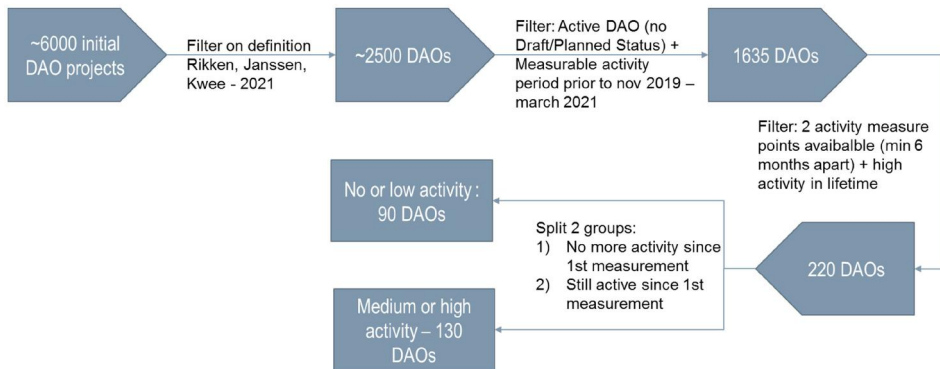 ~6000 initial
DAO projects
Filter on definition
Rikken, Janssen,
Kwee - 2021
~2500 DAOs
Filter: Active DAO (no
Draft/Planned Status) +
Measurable activity
period prior to nov 2019 –
march 2021
1635 DAOs
Filter: 2 activity measure
points avaibalble (min 6
months apart) + high
activity in lifetime
220 DAOs
Split 2 groups:
1) No more activity since
1st measurement
2) Still active since 1st
measurement
No or low activity :
90 DAOs
Medium or high
activity – 130
DAOs